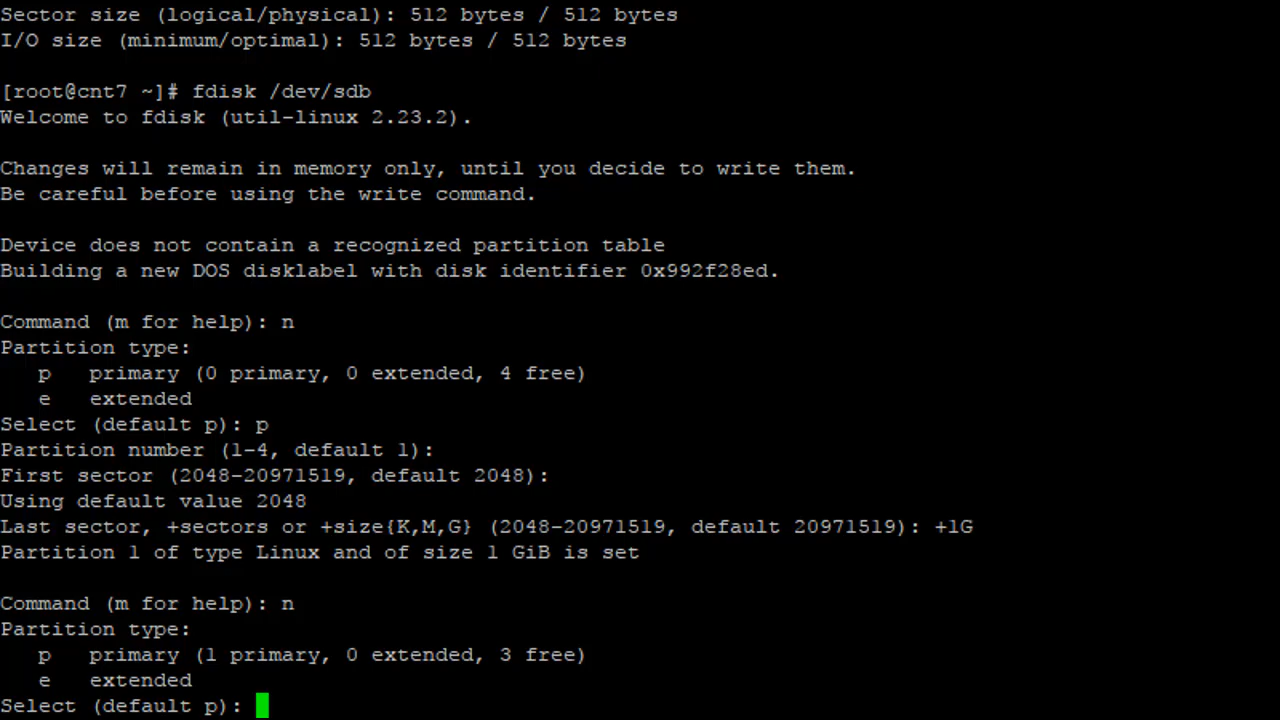 Sector size (logical/physical): 512 bytes / 512 bytes
I/O size (minimum/optimal): 512 bytes / 512 bytes
[root@cnt7 ~]# fdisk /dev/sdb
Welcome to fdisk (util-linux 2.23.2).
Changes will remain in memory only, until you decide to write them.
Be careful before using the write command.
Device does not contain a recognized partition table
Building a new DOS disklabel with disk identifier 0x992f28ed.
Command (m for help): n
Partition type:
   p   primary (0 primary, 0 extended, 4 free)
   e   extended
Select (default p): p
Partition number (1-4, default 1):
First sector (2048-20971519, default 2048):
Using default value 2048
Last sector, +sectors or +size{K,M,G} (2048-20971519, default 20971519): +1G
Partition 1 of type Linux and of size 1 GiB is set
Command (m for help): n
Partition type:
   p   primary (1 primary, 0 extended, 3 free)
   e   extended
Select (default p):